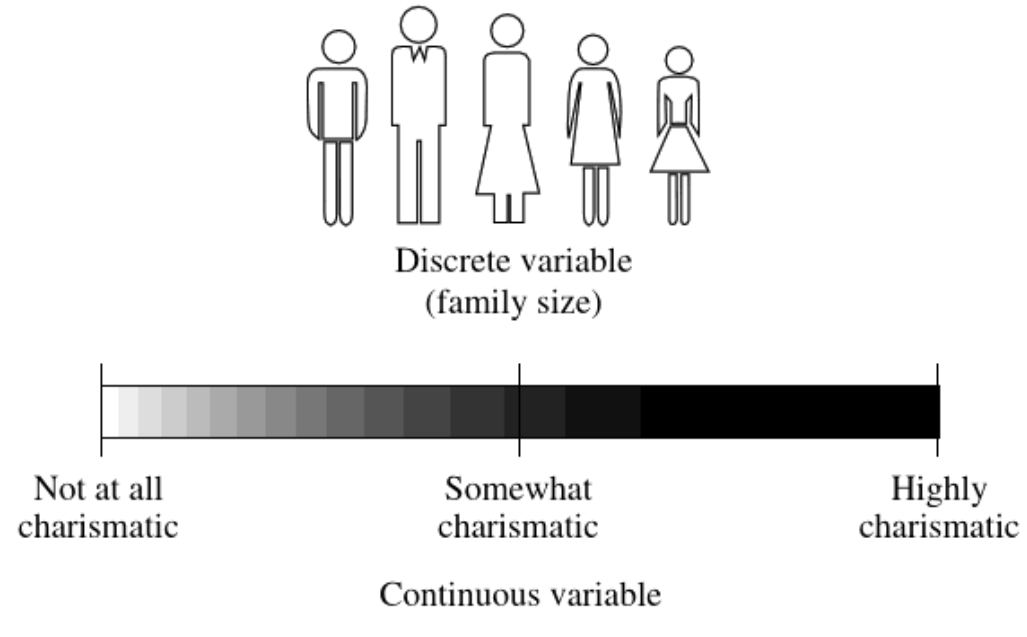 Discrete variable
(family size)
Not at all
charismatic
Somewhat
charismatic
Highly
charismatic
Continuous variable